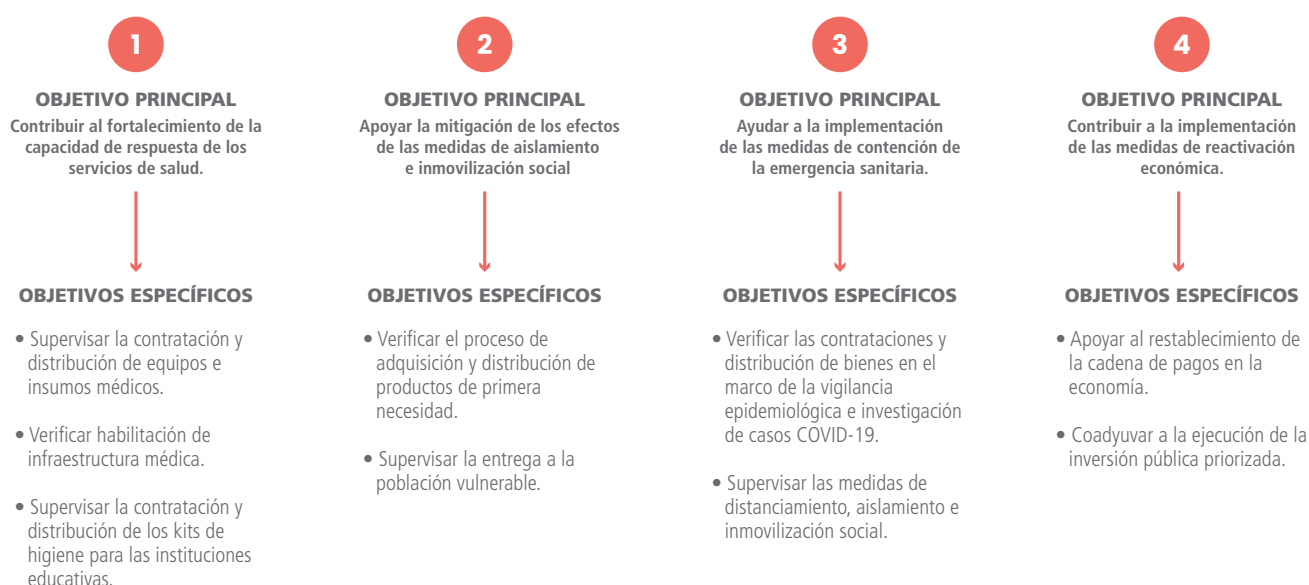 1
OBJETIVO PRINCIPAL
Contribuir al fortalecimiento de la
capacidad de respuesta de los
servicios de salud.
OBJETIVOS ESPECÍFICOS
• Supervisar la contratación y
distribución de equipos e
insumos médicos.
• Verificar habilitación de
infraestructura médica.
• Supervisar la contratación y
distribución de los kits de
higiene para las instituciones
educativas.
2
OBJETIVO PRINCIPAL
Apoyar la mitigación de los efectos
de las medidas de aislamiento
e inmovilización social
OBJETIVOS ESPECÍFICOS
• Verificar el proceso de
adquisición y distribución de
productos de primera
necesidad.
• Supervisar la entrega a la
población vulnerable.
3
OBJETIVO PRINCIPAL
Ayudar a la implementación
de las medidas de contención de
la emergencia sanitaria.
OBJETIVOS ESPECÍFICOS
• Verificar las contrataciones y
distribución de bienes en el
marco de la vigilancia
epidemiológica e investigación
de casos COVID-19.
• Supervisar las medidas de
distanciamiento, aislamiento e
inmovilización social.
4
OBJETIVO PRINCIPAL
Contribuir a la implementación
de las medidas de reactivación
económica.
OBJETIVOS ESPECÍFICOS
• Apoyar al restablecimiento de
la cadena de pagos en la
economía.
• Coadyuvar a la ejecución de la
inversión pública priorizada.